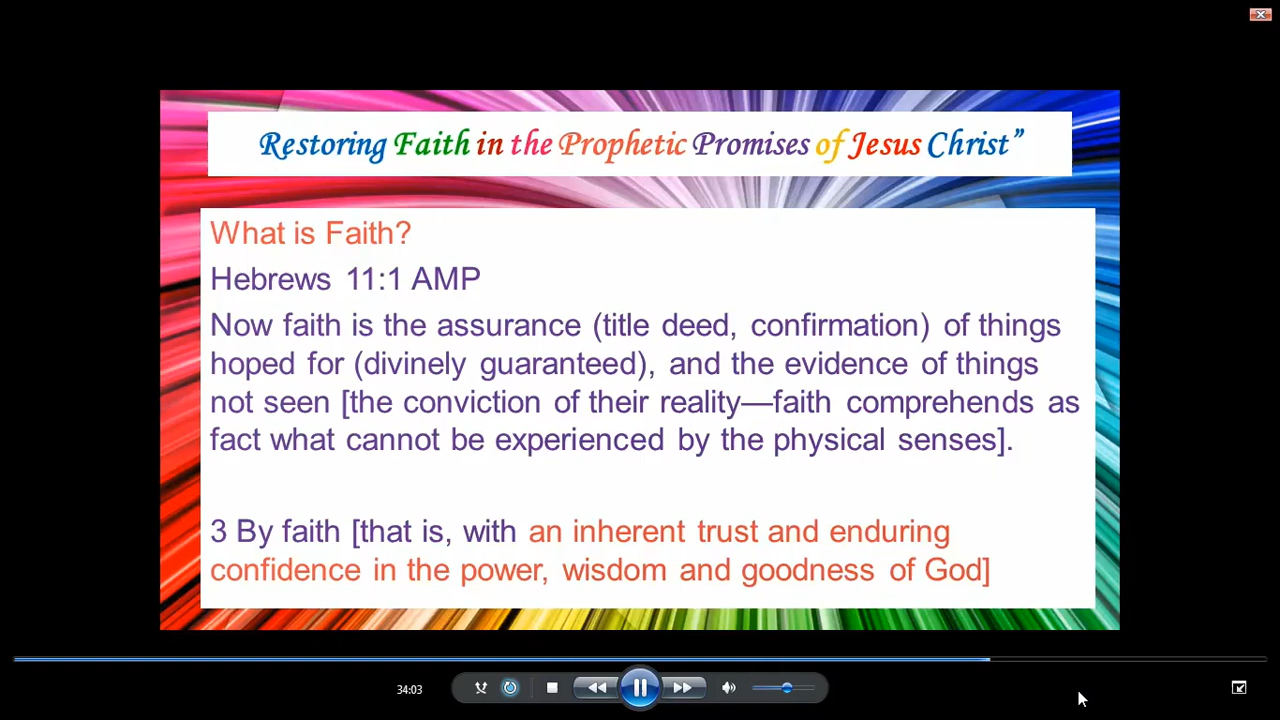 Restoring Faith in the Prophetic Promises of Jesus Christ”
What is Faith?
Hebrews 11:1 AMP
Now faith is the assurance (title deed, confirmation) of things
hoped for (divinely guaranteed), and the evidence of things
not seen [the conviction of their reality—faith comprehends as
fact what cannot be experienced by the physical senses].
3 By faith [that is, with an inherent trust and enduring
confidence in the power, wisdom and goodness of God]
34:03